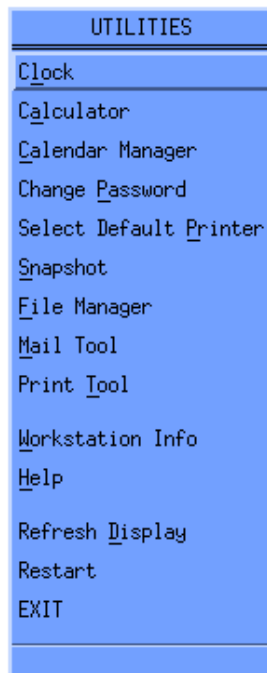 UTILITIES
Clock
Calculator
Calendar Manager
Change Password
Select Default Printer
Snapshot
File Manager
Mail Tool
Print Tool
Workstation Info
Help
Refresh Display
Restart
EXIT